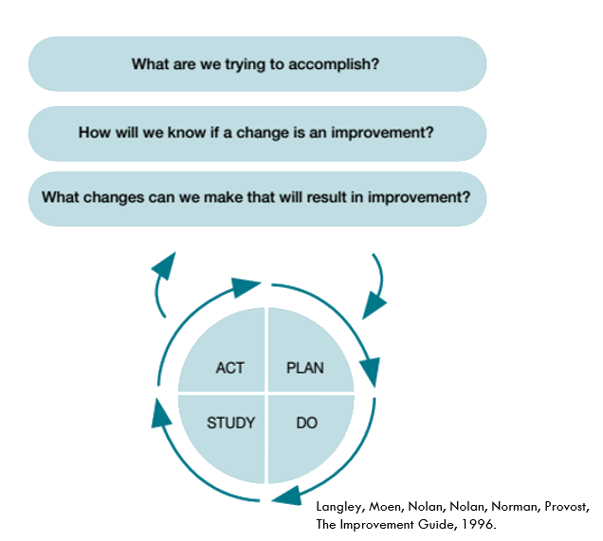 What are we trying to accomplish?
How will we know if a change is an improvement?
What changes can we make that will result in improvement?
ACT
PLAN
STUDY
DO
Langley, Moen, Nolan, Nolan, Norman, Provost,
The Improvement Guide, 1996.